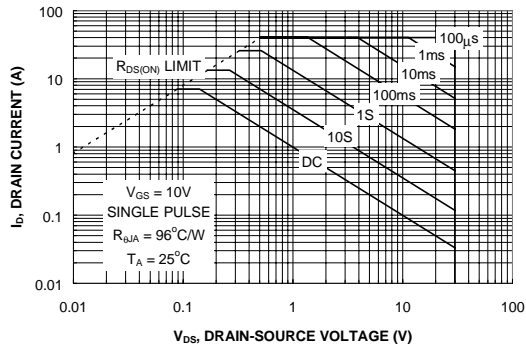 100
100µs
1ms
R_DS(ON) LIMIT
10ms
10
100ms
1S
10S
1
DC
V_GS = 10V
SINGLE PULSE
R_θJA = 96°C/W
T_A = 25°C
0.1
0.01
0.01
0.1
1
10
100
I_D, DRAIN CURRENT (A)
V_DS, DRAIN-SOURCE VOLTAGE (V)